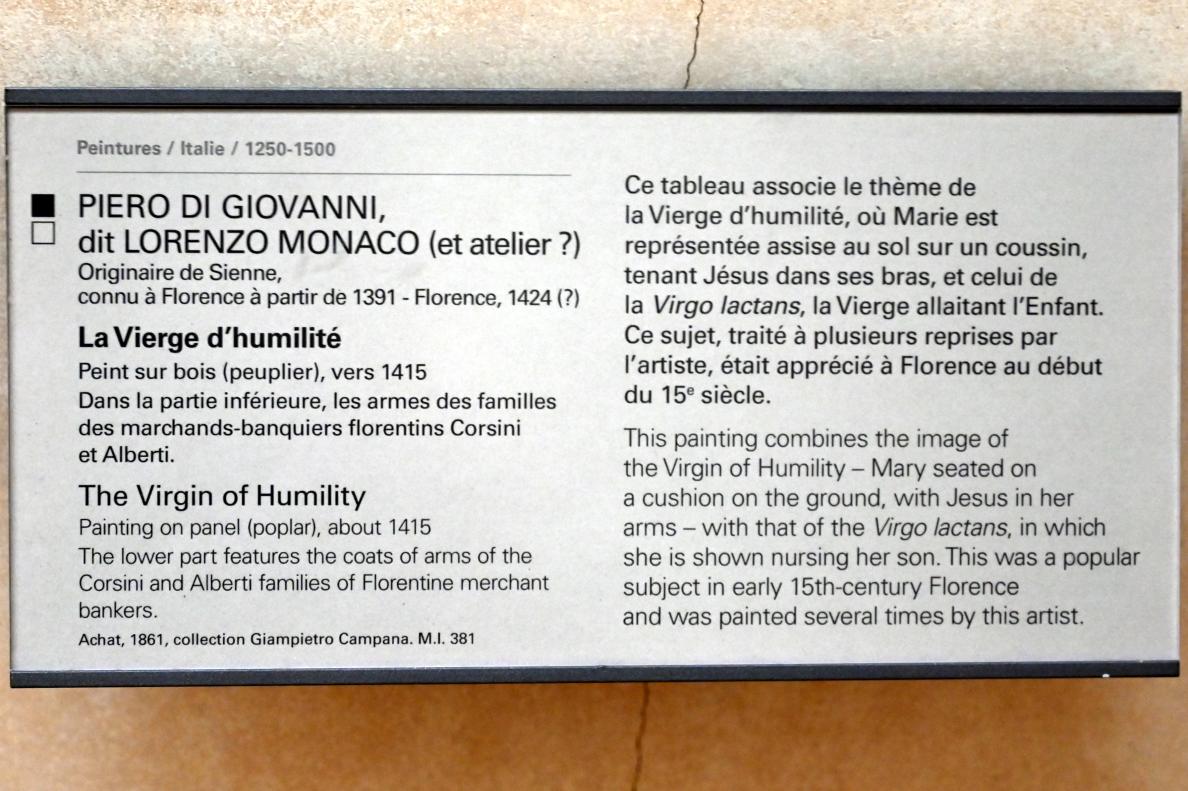 Peintures / Italie / 1250-1500
PIERO DI GIOVANNI,
dit LORENZO MONACO (et atelier ?)
Originaire de Sienne,
connu à Florence à partir de 1391 - Florence, 1424 (?)
La Vierge d'humilité
Peint sur bois (peuplier), vers 1415
Dans la partie inférieure, les armes des familles
des marchands-banquiers florentins Corsini
et Alberti.
The Virgin of Humility
Painting on panel (poplar), about 1415
The lower part features the coats of arms of the
Corsini and Alberti families of Florentine merchant
bankers.
Achat, 1861, collection Giampietro Campana. M.I. 381
Ce tableau associe le thème de
la Vierge d'humilité, où Marie est
représentée assise au sol sur un coussin,
tenant Jésus dans ses bras, et celui de
la Virgo lactans, la Vierge allaitant l'Enfant.
Ce sujet, traité à plusieurs reprises par
l'artiste, était apprécié à Florence au début
du 15e siècle.
This painting combines the image of
the Virgin of Humility – Mary seated on
a cushion on the ground, with Jesus in her
arms – with that of the Virgo lactans, in which
she is shown nursing her son. This was a popular
subject in early 15th-century Florence
and was painted several times by this artist.